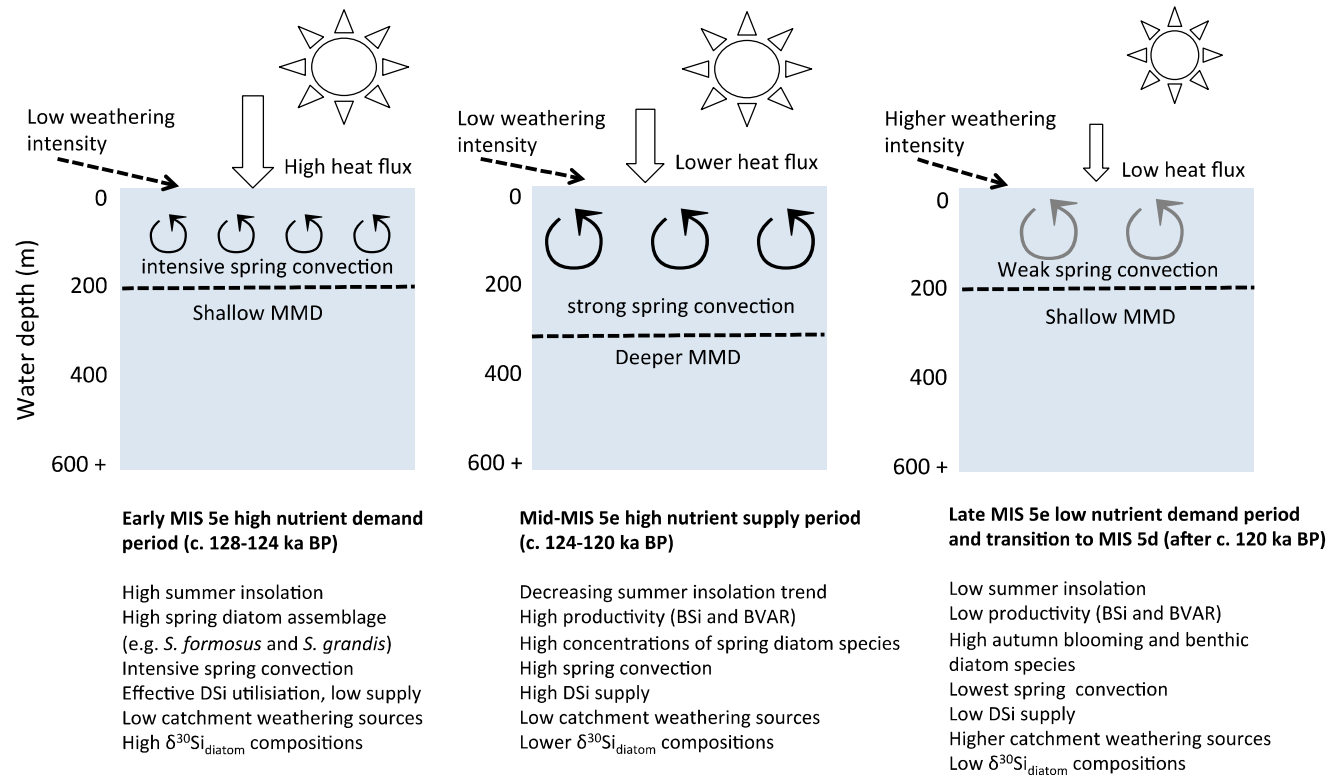 Low weathering
intensity
High heat flux
Water depth (m)
0
200
400
600 +
intensive spring convection
Shallow MMD
Early MIS 5e high nutrient demand
period (c. 128-124 ka BP)
High summer insolation
High spring diatom assemblage
(e.g. S. formosus and S. grandis)
Intensive spring convection
Effective DSi utilisiation, low supply
Low catchment weathering sources
High δ³⁰Si_diatom compositions
Low weathering
intensity
Lower heat flux
0
200
400
600 +
strong spring convection
Deeper MMD
Mid-MIS 5e high nutrient supply period
(c. 124-120 ka BP)
Decreasing summer insolation trend
High productivity (BSi and BVAR)
High concentrations of spring diatom species
High spring convection
High DSi supply
Low catchment weathering sources
Lower δ³⁰Si_diatom compositions
Higher weathering
intensity
Low heat flux
0
200
400
600 +
Weak spring convection
Shallow MMD
Late MIS 5e low nutrient demand period
and transition to MIS 5d (after c. 120 ka BP)
Low summer insolation
Low productivity (BSi and BVAR)
High autumn blooming and benthic
diatom species
Lowest spring convection
Low DSi supply
Higher catchment weathering sources
Low δ³⁰Si_diatom compositions